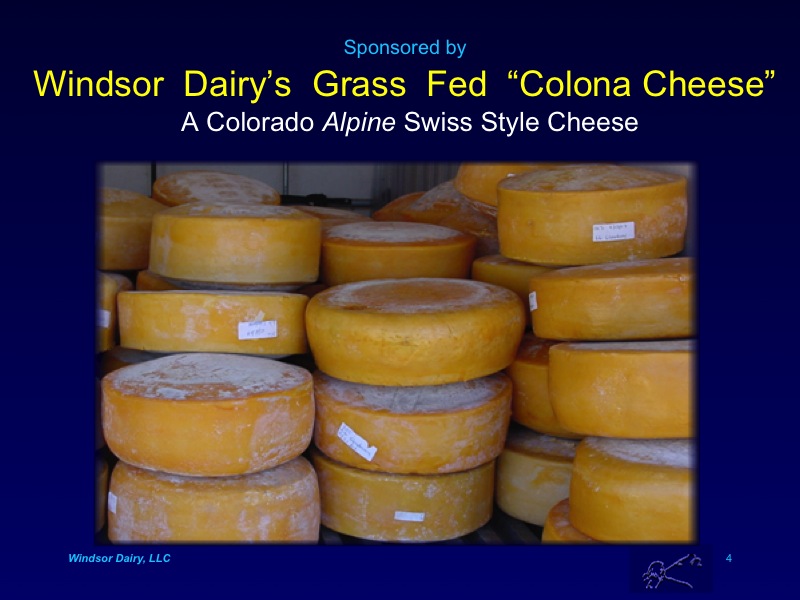 Sponsored by
Windsor Dairy’s Grass Fed “Colona Cheese”
A Colorado Alpine Swiss Style Cheese
Windsor Dairy, LLC
4